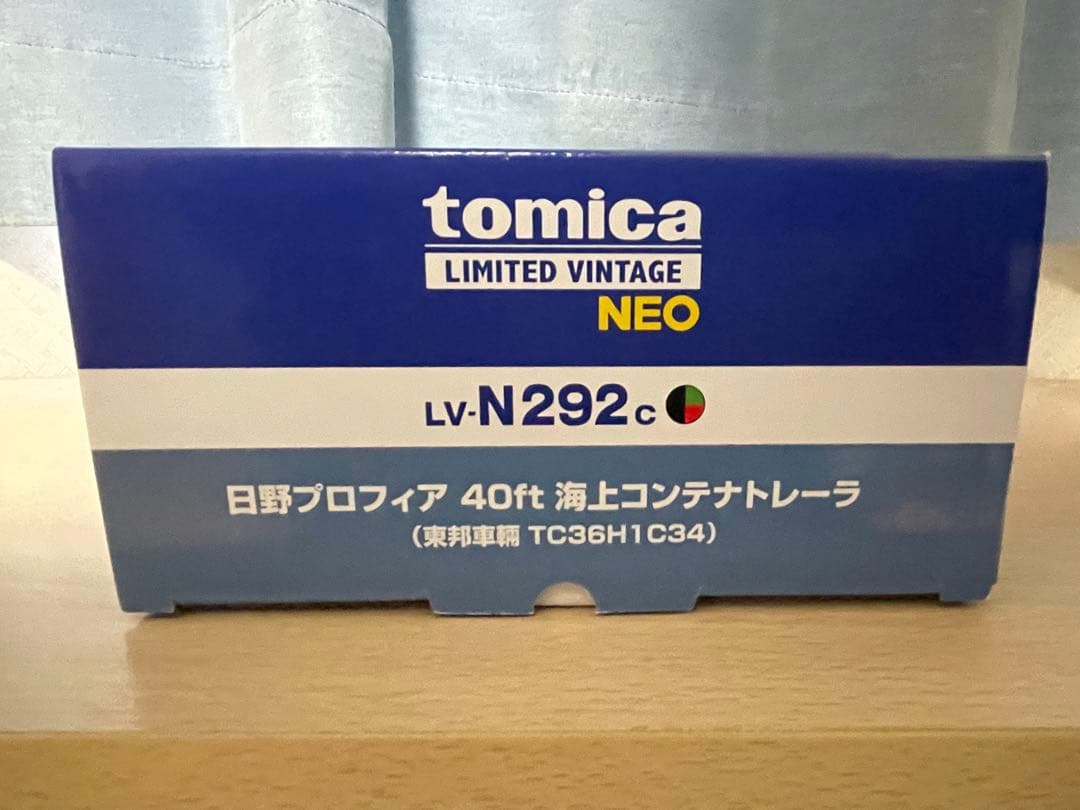 tomica
LIMITED VINTAGE
NEO
LV-N292c
日野プロフィア 40ft 海上コンテナトレーラ
(東邦車輛 TC36H1C34)